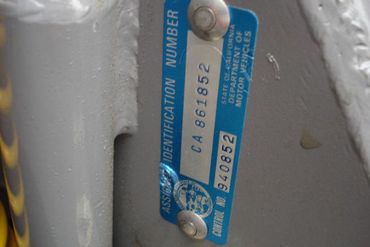 ASSIGNED IDENTIFICATION NUMBER
CA 861852
STATE OF CALIFORNIA
DEPARTMENT OF
MOTOR VEHICLES
CONTROL NO. 940852